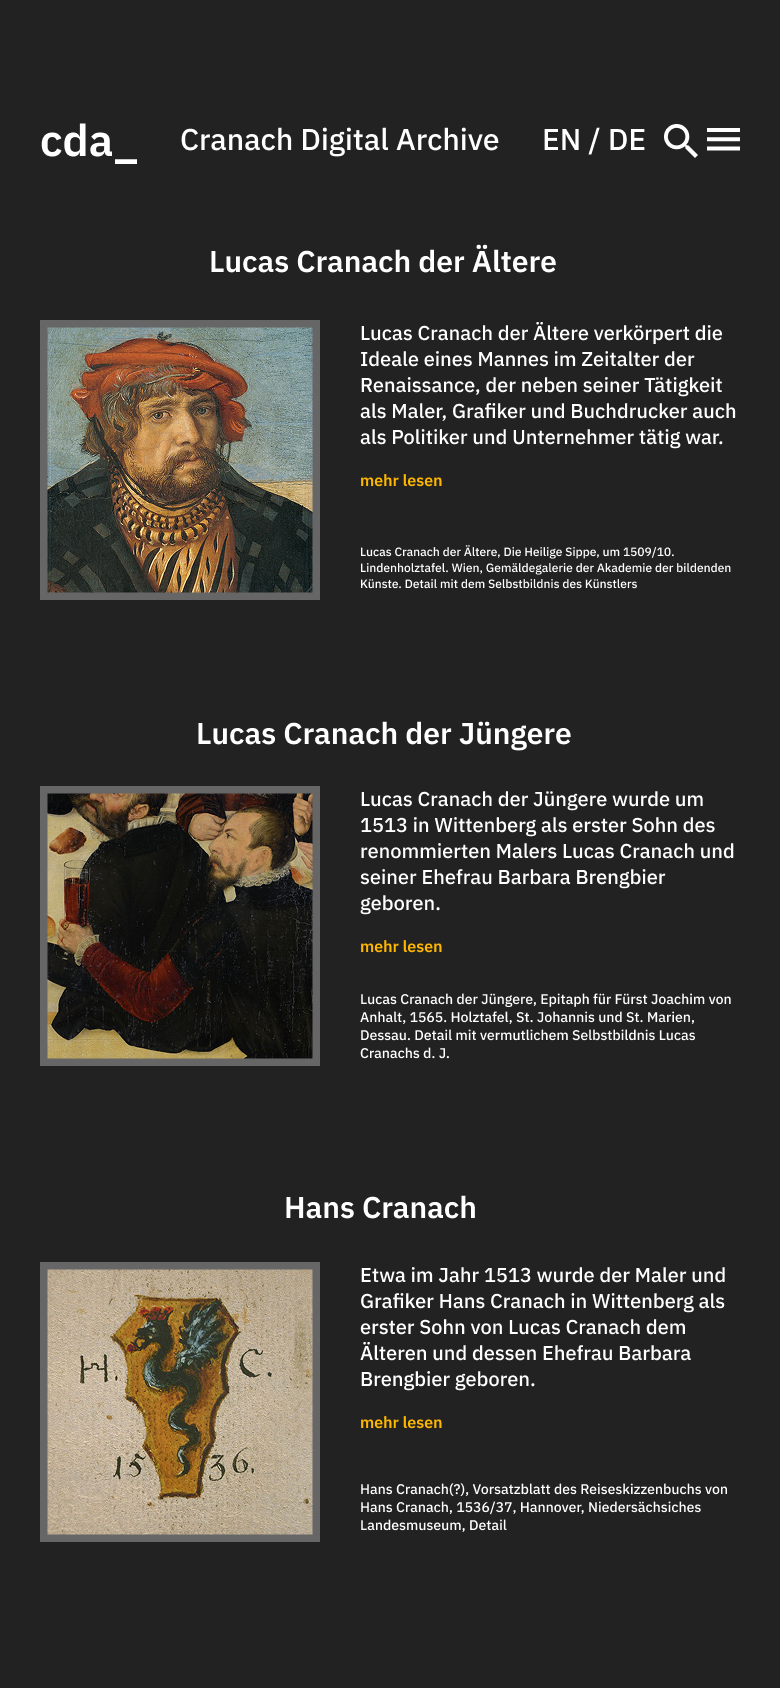 cda_ Cranach Digital Archive EN / DE
Lucas Cranach der Ältere
Lucas Cranach der Ältere verkörpert die
Ideale eines Mannes im Zeitalter der
Renaissance, der neben seiner Tätigkeit
als Maler, Grafiker und Buchdrucker auch
als Politiker und Unternehmer tätig war.
mehr lesen
Lucas Cranach der Ältere, Die Heilige Sippe, um 1509/10.
Lindenholztafel. Wien, Gemäldegalerie der Akademie der bildenden
Künste. Detail mit dem Selbstbildnis des Künstlers
Lucas Cranach der Jüngere
Lucas Cranach der Jüngere wurde um
1513 in Wittenberg als erster Sohn des
renommierten Malers Lucas Cranach und
seiner Ehefrau Barbara Brengbier
geboren.
mehr lesen
Lucas Cranach der Jüngere, Epitaph für Fürst Joachim von
Anhalt, 1565. Holztafel, St. Johannis und St. Marien,
Dessau. Detail mit vermutlichem Selbstbildnis Lucas
Cranachs d. J.
Hans Cranach
H. C.
1536.
Etwa im Jahr 1513 wurde der Maler und
Grafiker Hans Cranach in Wittenberg als
erster Sohn von Lucas Cranach dem
Älteren und dessen Ehefrau Barbara
Brengbier geboren.
mehr lesen
Hans Cranach(?), Vorsatzblatt des Reiseskizzenbuchs von
Hans Cranach, 1536/37, Hannover, Niedersächsiches
Landesmuseum, Detail